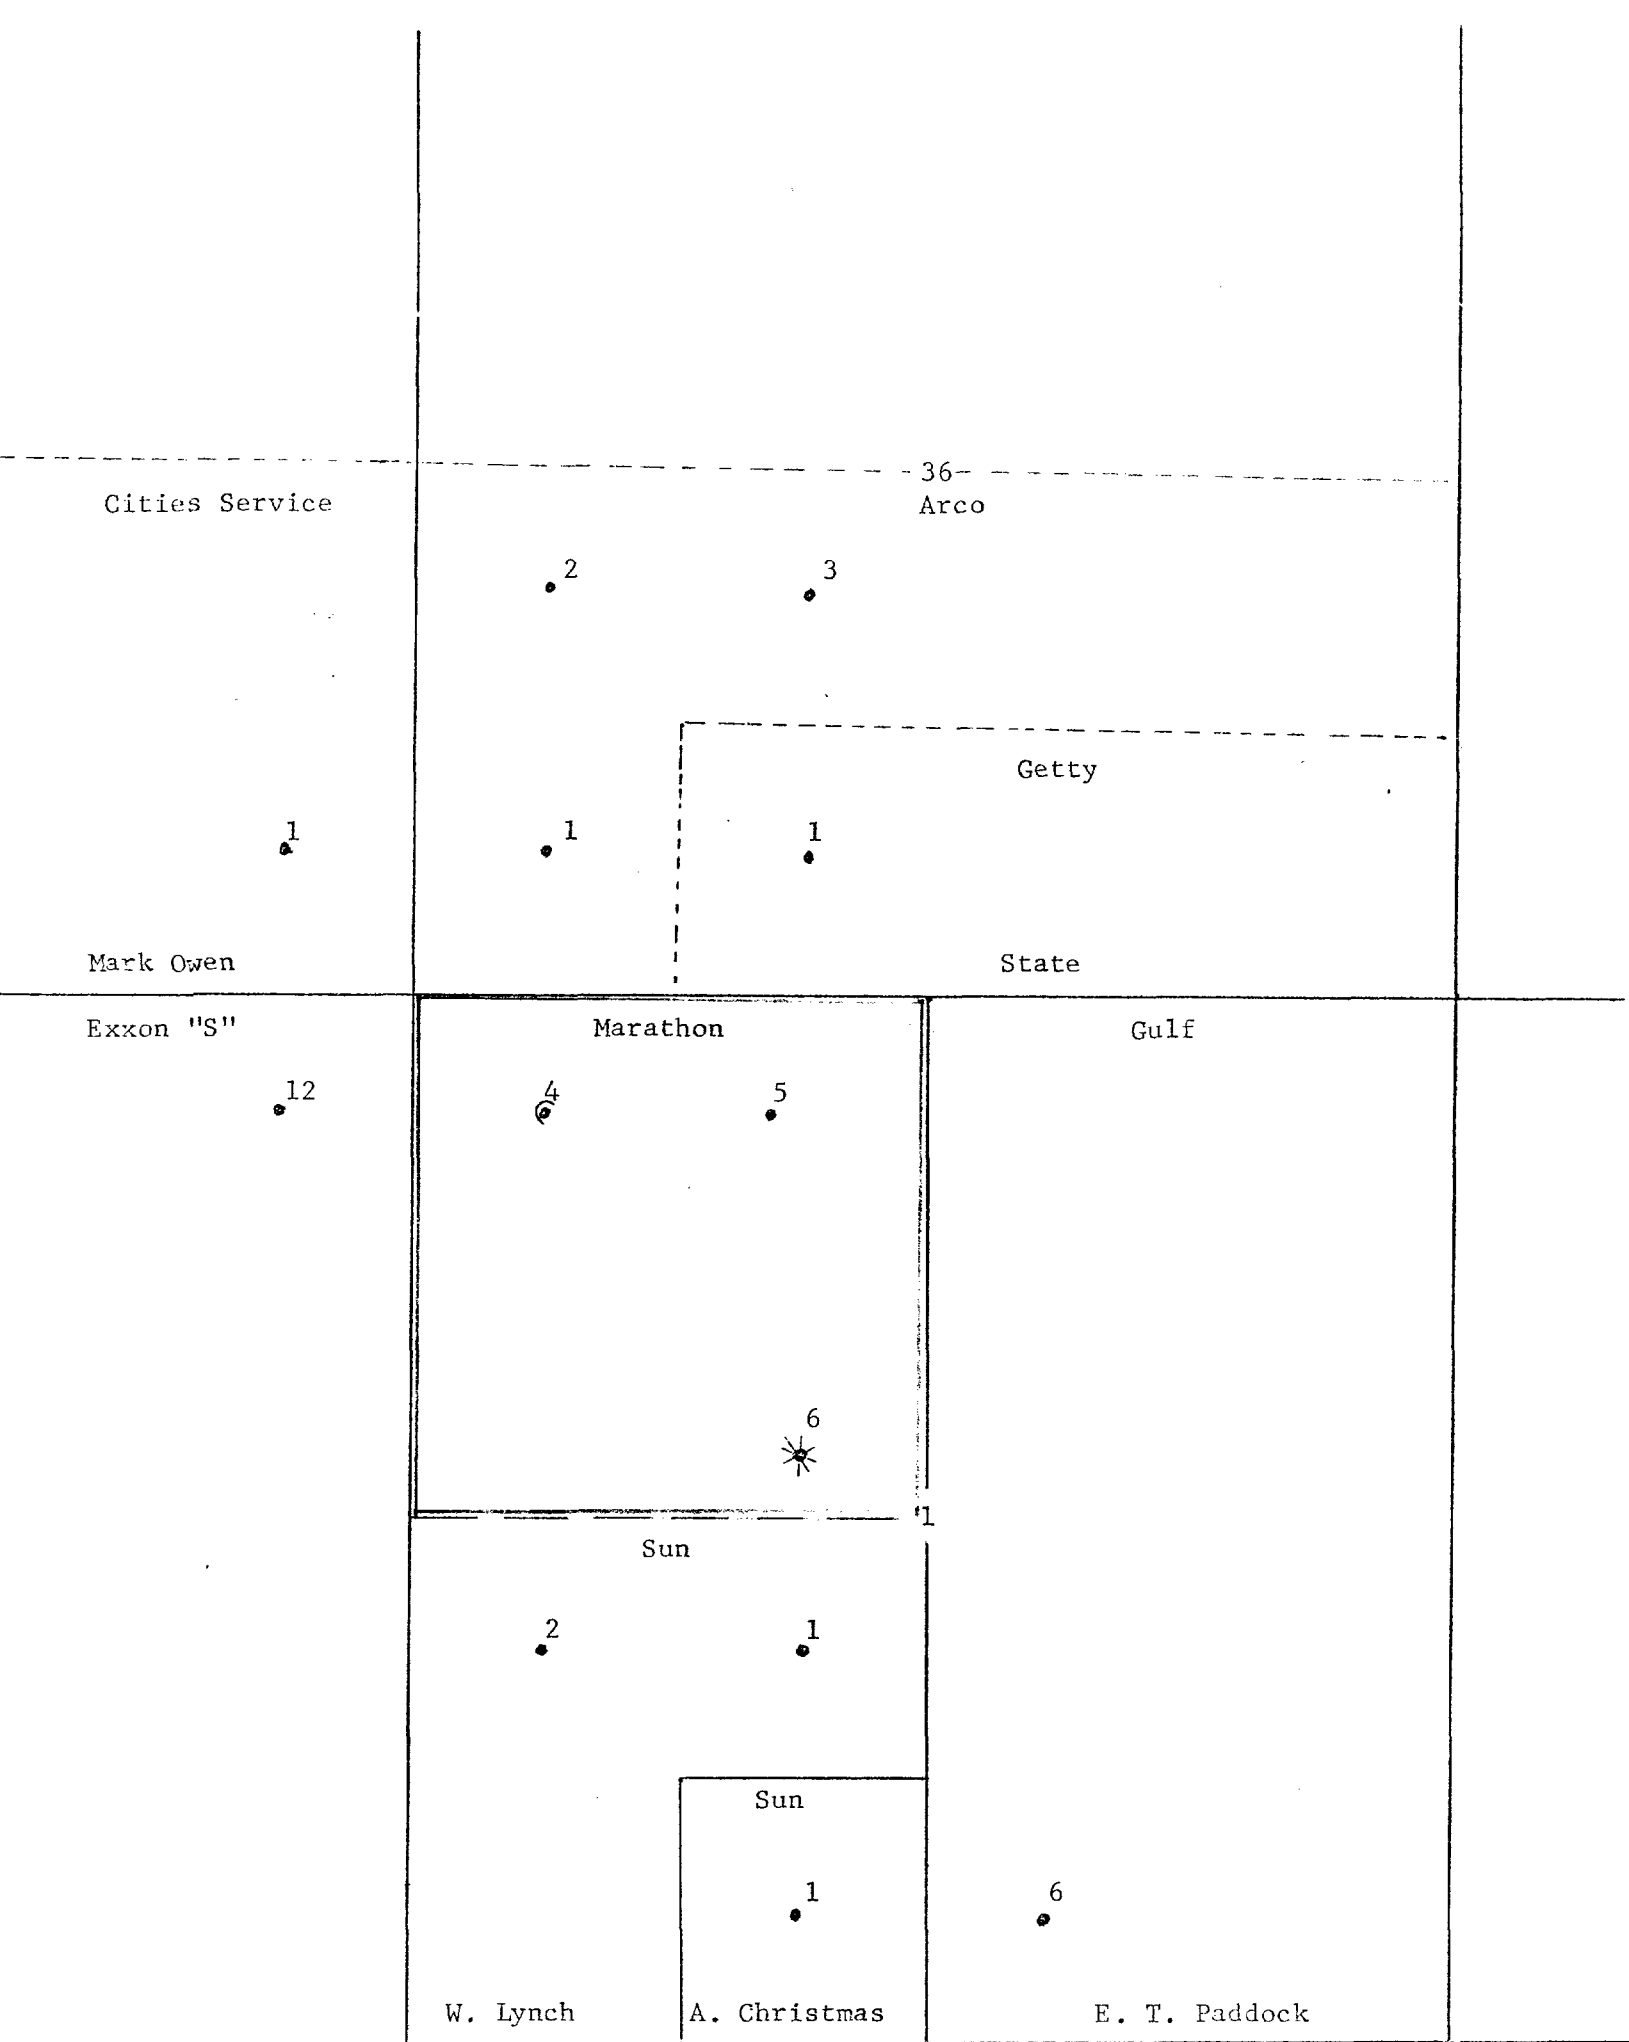 36
Cities Service
Arco
2
3
Getty
1
1
1
Mark Owen
State
Exxon "S"
Marathon
Gulf
12
4
5
6
1
Sun
2
1
Sun
1
6
W. Lynch
A. Christmas
E. T. Paddock